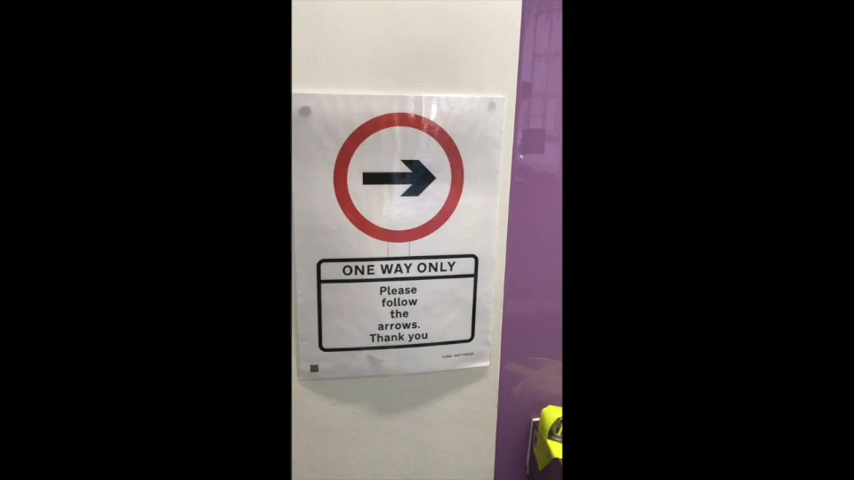 ONE WAY ONLY
Please
follow
the
arrows.
Thank you